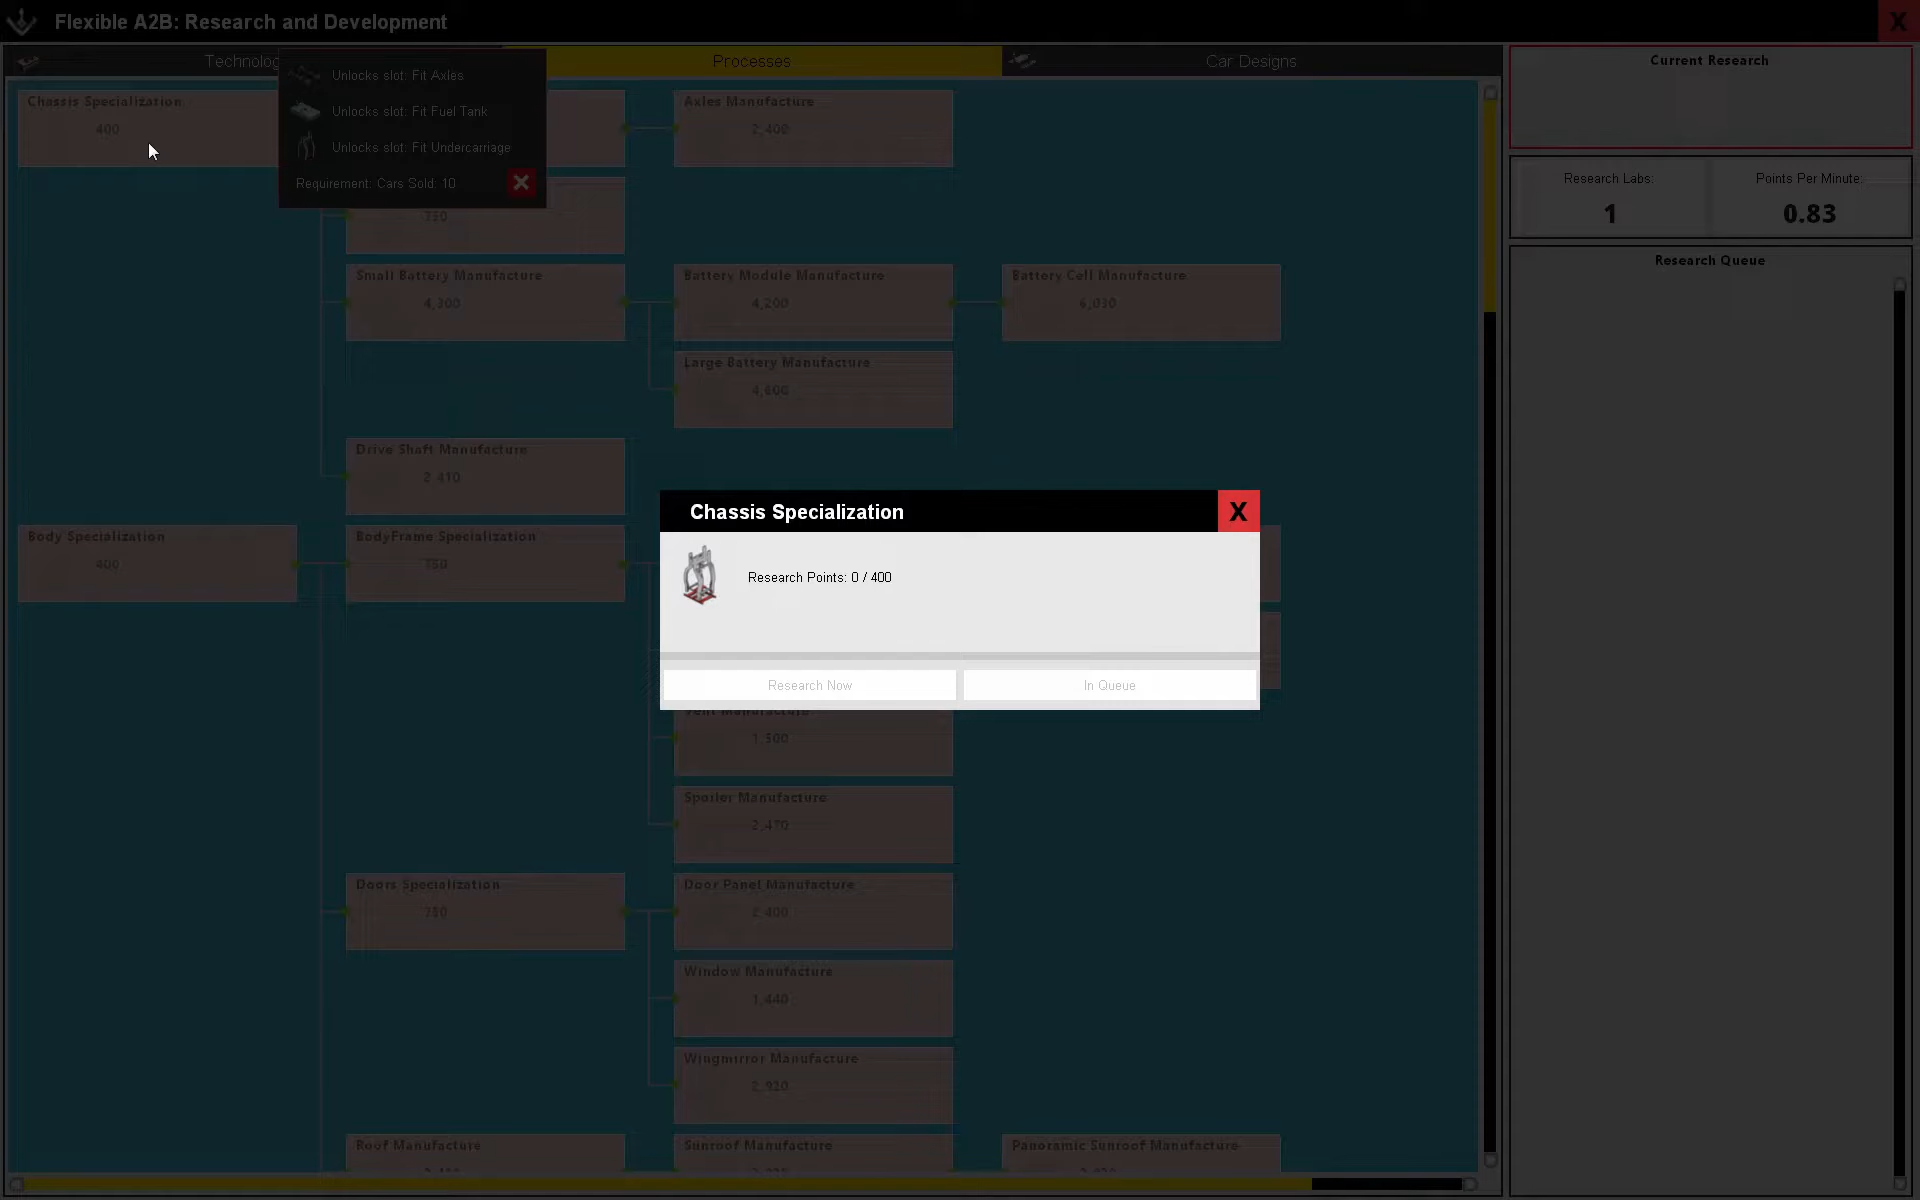 Flexible A2B: Research and Development
X
Technolog
Processes
Car Designs
Unlocks slot: Fit Axles
Unlocks slot: Fit Fuel Tank
Unlocks slot: Fit Undercarriage
Requirement: Cars Sold: 10
Chassis Specialization
400
Axles Manufacture
2,400
750
Small Battery Manufacture
4,300
Battery Module Manufacture
4,200
Battery Cell Manufacture
6,030
Large Battery Manufacture
4,600
Drive Shaft Manufacture
2,410
Body Specialization
400
BodyFrame Specialization
750
Chassis Specialization
X
Research Points: 0 / 400
Research Now
In Queue
Vent Manufacture
1,500
Spoiler Manufacture
2,470
Doors Specialization
750
Door Panel Manufacture
2,400
Window Manufacture
1,440
Wingmirror Manufacture
2,920
Roof Manufacture
Sunroof Manufacture
Panoramic Sunroof Manufacture
Current Research
Research Labs:
1
Points Per Minute:
0.83
Research Queue